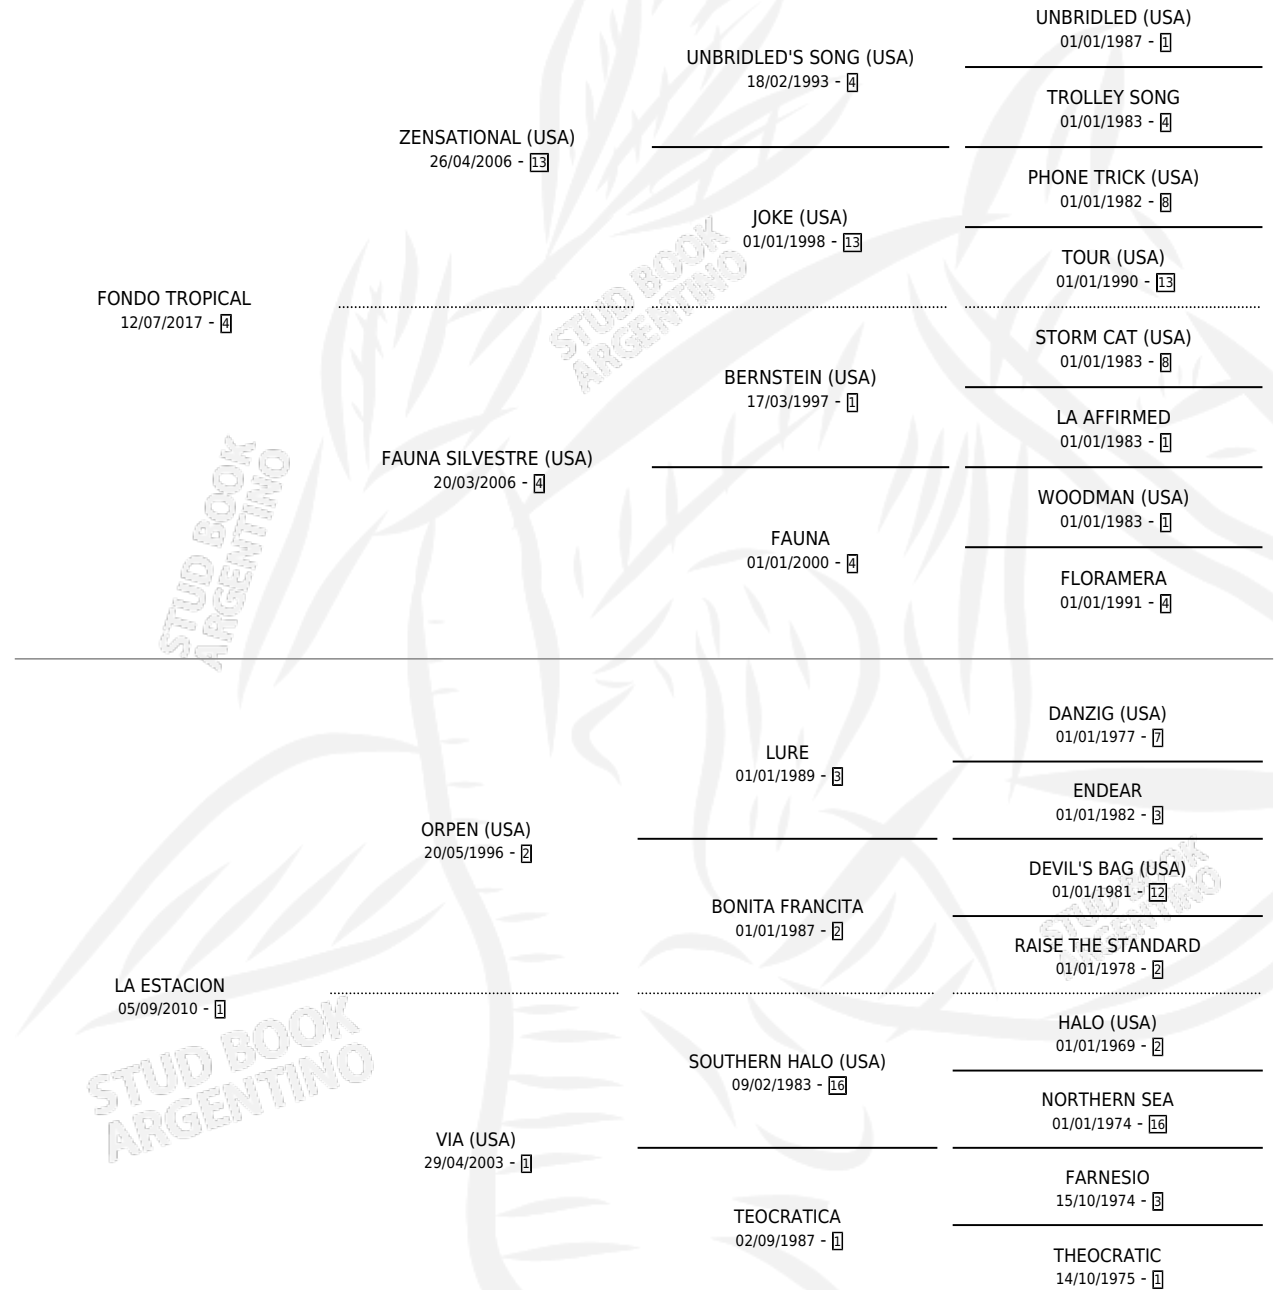 UNBRIDLED (USA)
01/01/1987 - 1
UNBRIDLED'S SONG (USA)
18/02/1993 - 4
TROLLEY SONG
01/01/1983 - 4
ZENSATIONAL (USA)
26/04/2006 - 13
PHONE TRICK (USA)
01/01/1982 - 8
JOKE (USA)
01/01/1998 - 13
TOUR (USA)
01/01/1990 - 13
FONDO TROPICAL
12/07/2017 - 4
STORM CAT (USA)
01/01/1983 - 8
BERNSTEIN (USA)
17/03/1997 - 1
LA AFFIRMED
01/01/1983 - 1
FAUNA SILVESTRE (USA)
20/03/2006 - 4
WOODMAN (USA)
01/01/1983 - 1
FAUNA
01/01/2000 - 4
FLORAMERA
01/01/1991 - 4
STUD BOOK
ARGENTINO
STUD BOOK
ARGENTINO
DANZIG (USA)
01/01/1977 - 7
LURE
01/01/1989 - 3
ENDEAR
01/01/1982 - 3
ORPEN (USA)
20/05/1996 - 2
DEVIL'S BAG (USA)
01/01/1981 - 12
BONITA FRANCITA
01/01/1987 - 2
RAISE THE STANDARD
01/01/1978 - 2
STUD BOOK
ARGENTINO
LA ESTACION
05/09/2010 - 1
HALO (USA)
01/01/1969 - 2
SOUTHERN HALO (USA)
09/02/1983 - 16
NORTHERN SEA
01/01/1974 - 16
STUD BOOK
ARGENTINO
VIA (USA)
29/04/2003 - 1
FARNESIO
15/10/1974 - 3
TEOCRATICA
02/09/1987 - 1
THEOCRATIC
14/10/1975 - 1